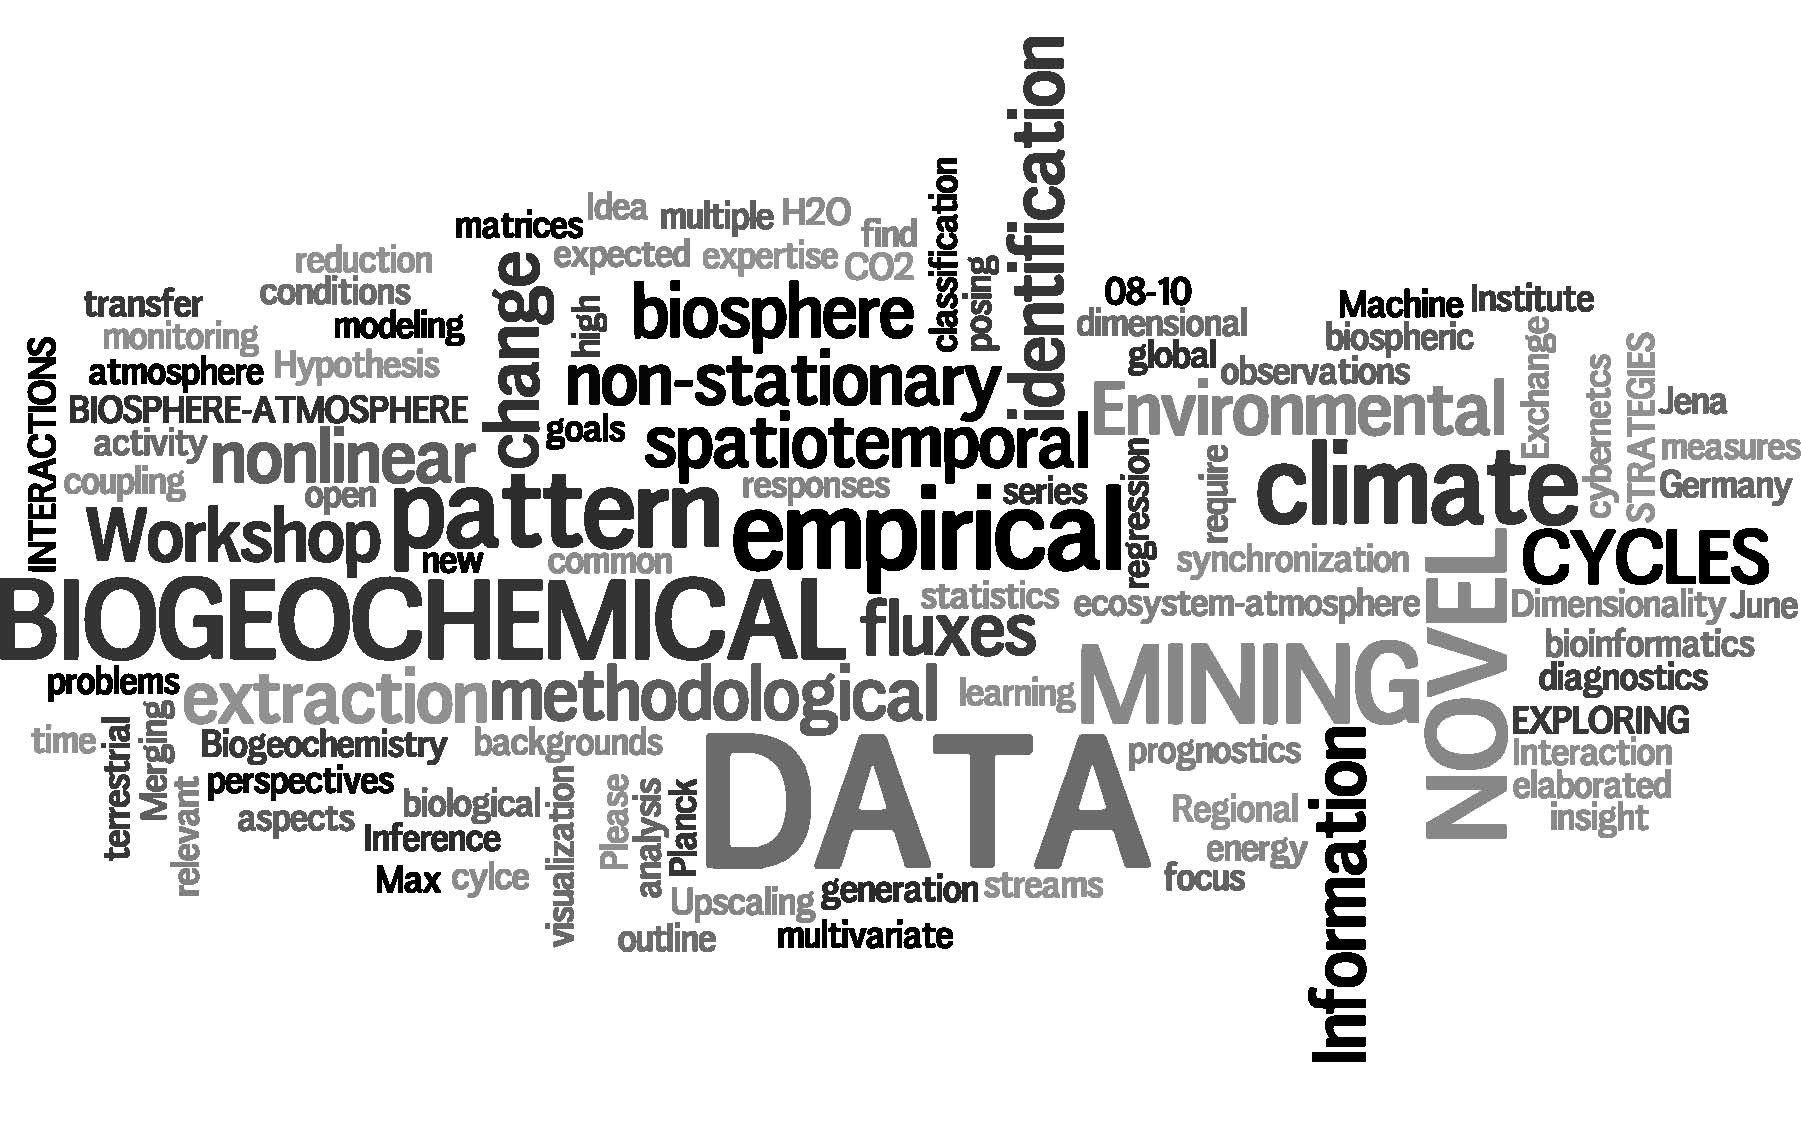 identification
classification
Idea
multiple
H2O
matrices
find
expected
expertise
CO2
reduction
change
posing
conditions
high
biosphere
08-10
transfer
Machine
Institute
monitoring
modeling
dimensional
biospheric
Exchange
INTERACTIONS
atmosphere
Hypothesis
non-stationary
global
observations
cybernetcs
STRATEGIES
BIOSPHERE-ATMOSPHERE
Environmental
Jena
activity
nonlinear
goals
spatiotemporal
regression
require
climate
measures
coupling
open
pattern
responses
series
Germany
Workshop
empirical
new
common
synchronization
NOVEL
CYCLES
BIOGEOCHEMICAL
fluxes
statistics
ecosystem-atmosphere
Dimensionality
June
bioinformatics
problems
extraction
methodological
learning
MINING
diagnostics
EXPLORING
time
terrestrial
Merging
Biogeochemistry
backgrounds
DATA
prognostics
Information
Interaction
relevant
perspectives
elaborated
aspects
biological
visualization
Please
analysis
Planck
Regional
insight
Inference
energy
Max
cylce
Upscaling
generation
streams
focus
outline
multivariate